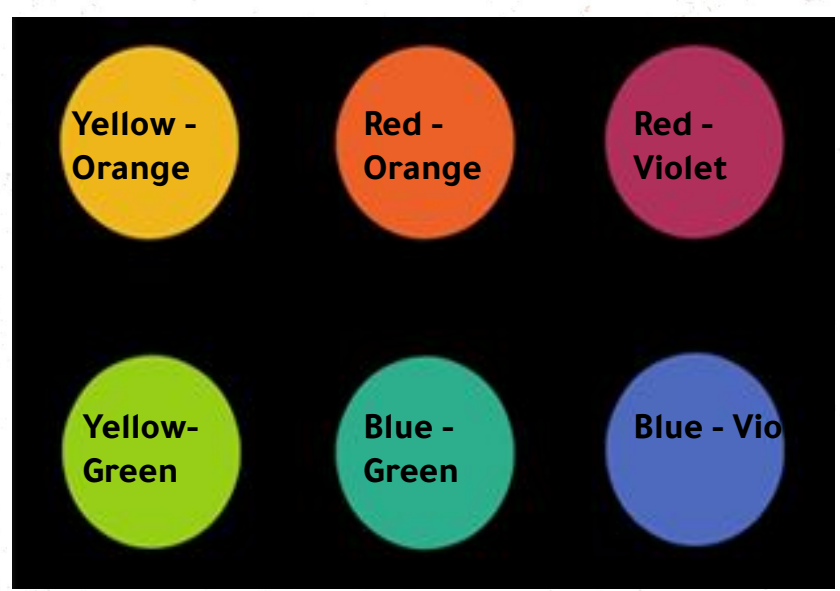 Yellow -
Orange
Red -
Orange
Red -
Violet
Yellow-
Green
Blue -
Green
Blue - Vio